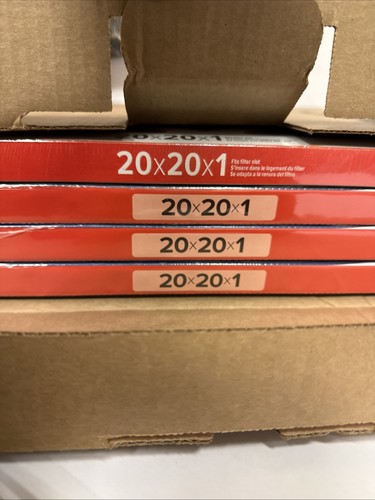 20x20x1
20x20x1
Fits filter slot
S'insère dans le logement du filtre
Se adapta a la ranura del filtro
20x20x1
20x20x1
20x20x1